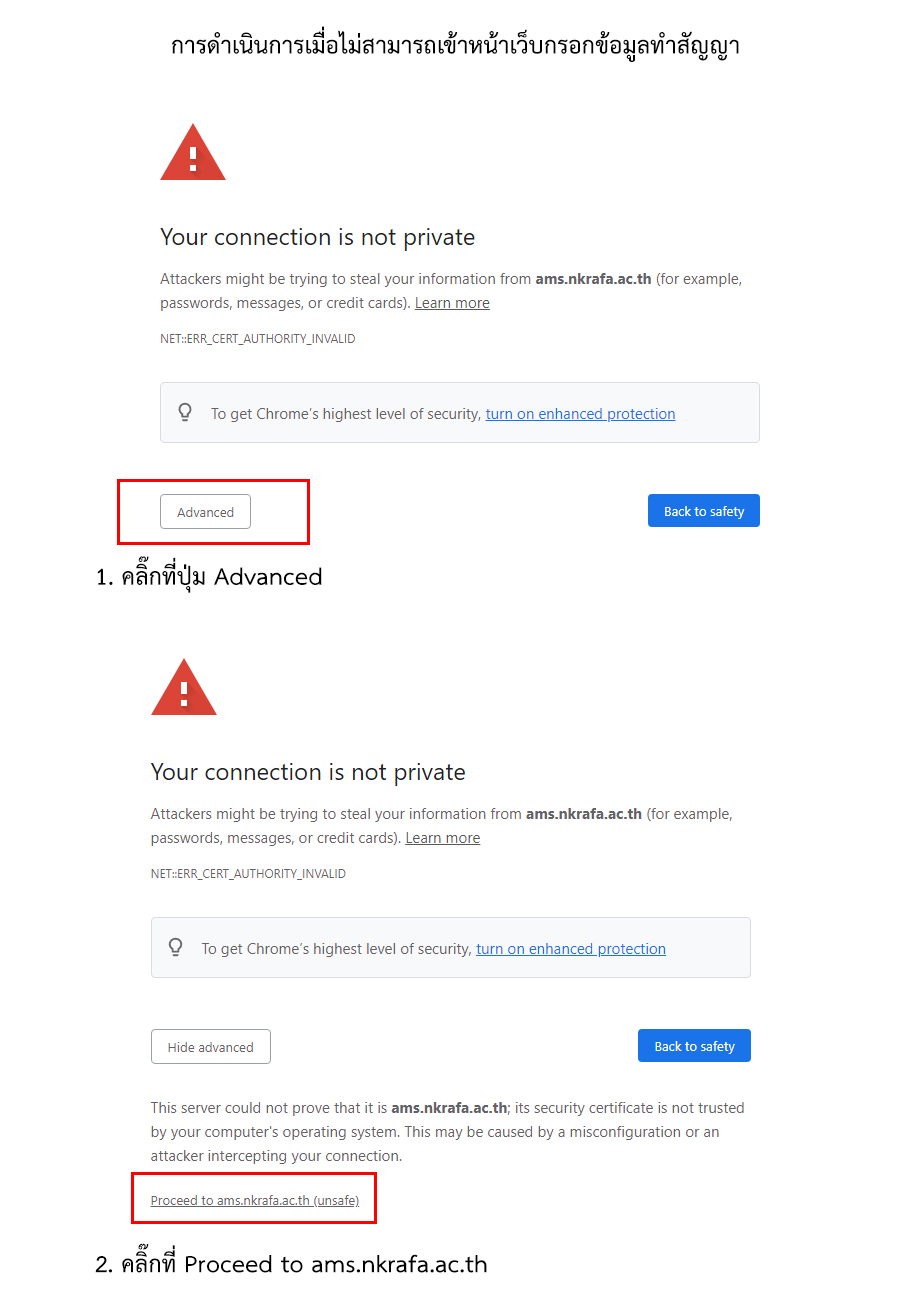 การดำเนินการเมื่อไม่สามารถเข้าหน้าเว็บกรอกข้อมูลทำสัญญา
Your connection is not private
Attackers might be trying to steal your information from ams.nkrafa.ac.th (for example,
passwords, messages, or credit cards). Learn more
NET::ERR_CERT_AUTHORITY_INVALID
To get Chrome's highest level of security, turn on enhanced protection
Advanced
Back to safety
1. คลิ๊กที่ปุ่ม Advanced
Your connection is not private
Attackers might be trying to steal your information from ams.nkrafa.ac.th (for example,
passwords, messages, or credit cards). Learn more
NET::ERR_CERT_AUTHORITY_INVALID
To get Chrome's highest level of security, turn on enhanced protection
Hide advanced
Back to safety
This server could not prove that it is ams.nkrafa.ac.th; its security certificate is not trusted
by your computer's operating system. This may be caused by a misconfiguration or an
attacker intercepting your connection.
Proceed to ams.nkrafa.ac.th (unsafe)
2. คลิ๊กที่ Proceed to ams.nkrafa.ac.th